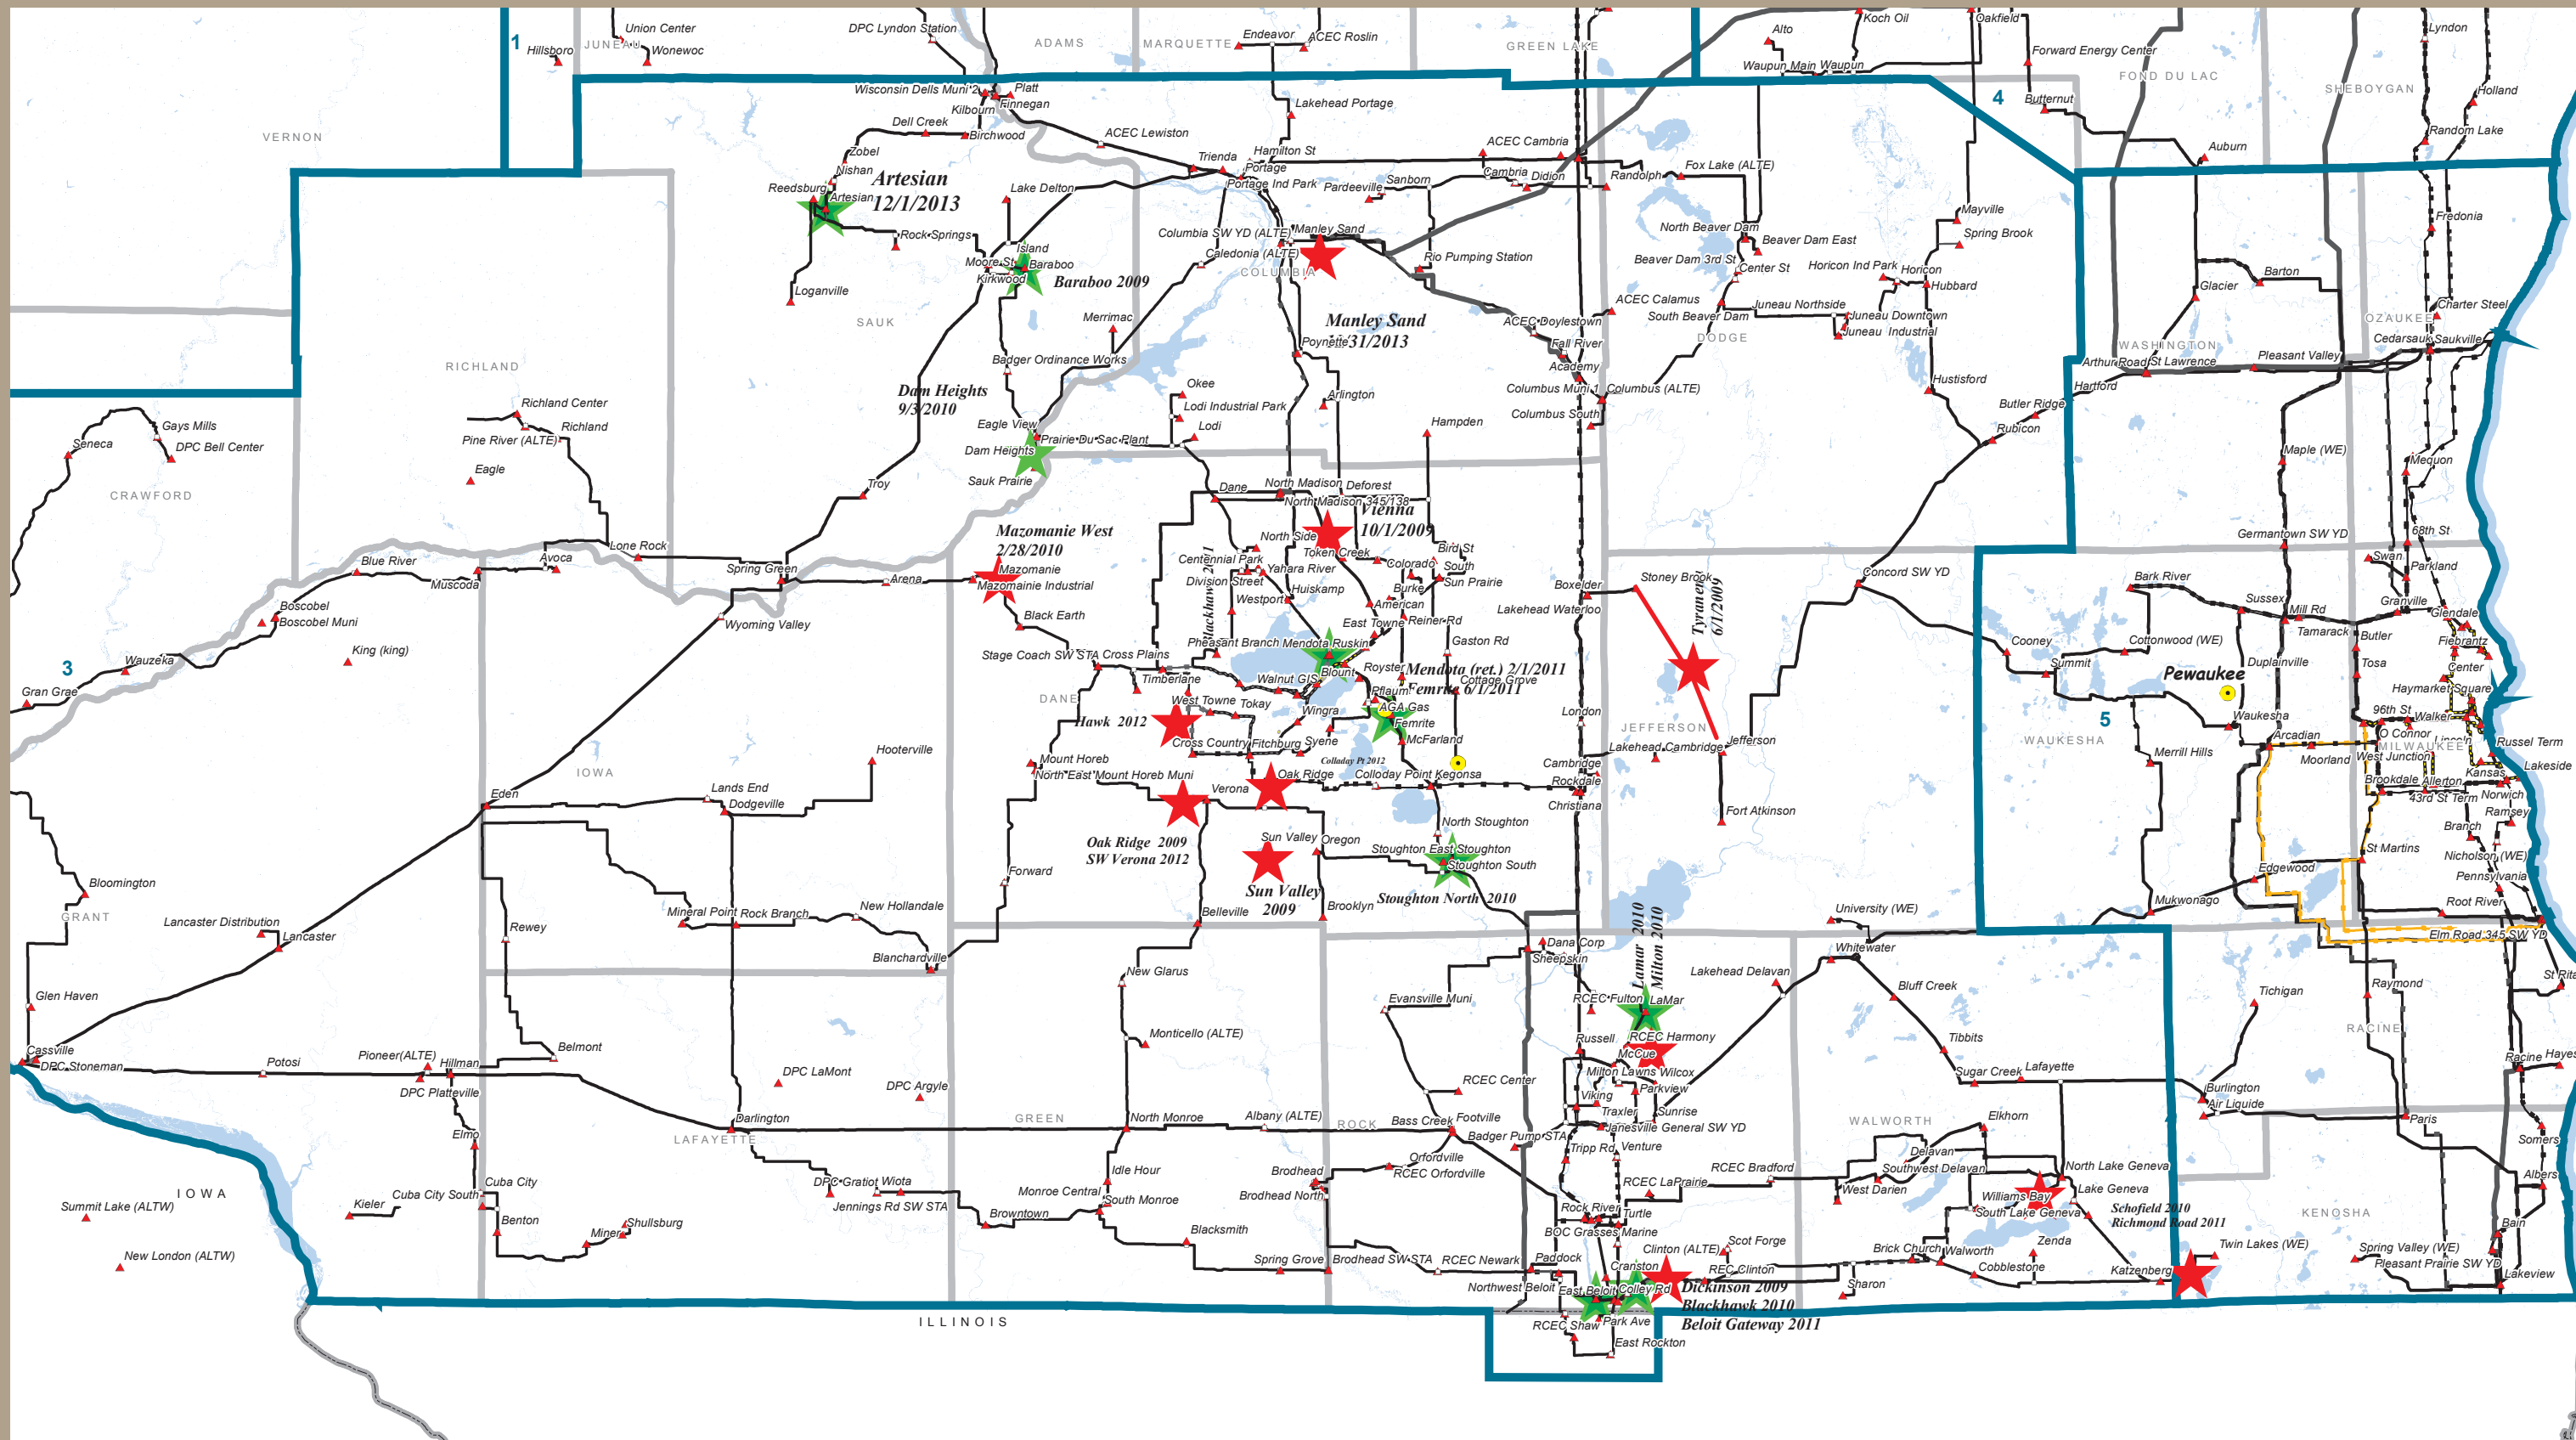 1
Hillsboro
Union Center
JUNEAU
Wonewoc
DPC Lyndon Station
ADAMS
MARQUETTE
Endeavor
ACEC Roslin
GREEN LAKE
Alto
Koch Oil
Oakfield
Waupun Main Waupun
Forward Energy Center
FOND DU LAC
SHEBOYGAN
Lyndon
Holland
4
Butternut
Random Lake
Auburn
VERNON
Wisconsin Dells Muni 2
Platt
Kilbourn
Finnegan
Dell Creek
Birchwood
ACEC Lewiston
Lakehead Portage
ACEC Cambria
Zobel
Nishan
Reedsburg
Artesian
Artesian
12/1/2013
Trienda
Hamilton St
Portage
Portage Ind Park
Pardeeville
Sanborn
Cambria
Didion
Randolph
Fox Lake (ALTE)
Lake Delton
Rock Springs
Island
Moore St
Baraboo
Kirkwood
Baraboo 2009
Loganville
SAUK
Columbia SW YD (ALTE)
Manley Sand
Caledonia (ALTE)
COLUMBIA
Rio Pumping Station
Manley Sand
Poynette
North Beaver Dam
Beaver Dam East
Beaver Dam 3rd St
Center St
South Beaver Dam
Juneau Northside
Juneau Downtown
Juneau Industrial
DODGE
Mayville
Spring Brook
Horicon Ind Park
Horicon
Hubbard
Hustisford
Fredonia
Barton
Glacier
Charter Steel
OZAUKEE
Cedarsauk
Saukville
WASHINGTON
Arthur Road
St Lawrence
Pleasant Valley
Hartford
Butler Ridge
Rubicon
Merrimac
Badger Ordinance Works
ACEC Calamus
ACEC Doylestown
Fall River
Academy
Columbus Muni 1
Columbus (ALTE)
Columbus South
RICHLAND
Richland Center
Pine River (ALTE)
Richland
Eagle
Dam Heights
9/3/2010
Okee
Lodi Industrial Park
Lodi
Arlington
Hampden
Eagle View
Prairie Du Sac Plant
Dam Heights
Sauk Prairie
Troy
Gays Mills
Seneca
DPC Bell Center
CRAWFORD
Maple (WE)
Mequon
Dane
North Madison
Deforest
North Madison 345/138
Vienna
10/1/2009
North Side
Token Creek
Mazomanie West
2/28/2010
Mazomanie
Mazomainie Industrial
Black Earth
Lone Rock
Avoca
Blue River
Muscoda
Spring Green
Arena
Wyoming Valley
Boscobel
Boscobel Muni
King (king)
3
Wauzeka
Gran Grae
Centennial Park
Yahara River
Division Street
Westport
Huiskamp
Colorado
Bird St
South
Sun Prairie
Burke
American
Reiner Rd
East Towne
Gaston Rd
Pheasant Branch
Mendota
Ruskin
Stage Coach SW STA
Cross Plains
Timberlane
DANE
Walnut GIS
Blount
Royster
Mendota (ret.) 2/1/2011
Femrite 6/1/2011
Cottage Grove
Pflaum
AGA Gas
Femrite
McFarland
West Towne
Tokay
Wingra
Hawk 2012
Cross Country
Fitchburg
Syene
Boxelder
Stoney Brook
Lakehead Waterloo
6/1/2009
London
JEFFERSON
Lakehead Cambridge
Jefferson
Cambridge
Rockdale
Christiana
Fort Atkinson
Concord SW YD
Germantown SW YD
68th St
Swan
Parkland
Bark River
Sussex
Mill Rd
Granville
Glendale
Tamarack
Butler
Fiebrantz
Cooney
Cottonwood (WE)
Summit
Duplainville
Tosa
Center
Pewaukee
Haymarket Square
5
WAUKESHA
Waukesha
96th St
Walker
O Connor
Arcadian
MILWAUKEE
Russel Term
Merrill Hills
Moorland
West Junction
Lakeside
Kansas
Brookdale
Allerton
Norwich
43rd St Term
Ramsey
Branch
St Martins
Nicholson (WE)
Edgewood
Pennsylvania
Mukwonago
Root River
Elm Road 345 SW YD
Hooterville
IOWA
Eden
Lands End
Dodgeville
Mount Horeb
North East Mount Horeb Muni
Verona
Oak Ridge
Colladay Pt 2012
Colloday Point
Kegonsa
Oak Ridge 2009
SW Verona 2012
Sun Valley
Oregon
Sun Valley
2009
North Stoughton
Stoughton East
Stoughton
Stoughton South
Stoughton North 2010
Forward
Belleville
Brooklyn
Bloomington
GRANT
Lancaster Distribution
Lancaster
Rewey
Mineral Point
Rock Branch
New Hollandale
Blanchardville
Glen Haven
Cassville
DPC Stoneman
Potosi
Pioneer(ALTE)
Hillman
DPC Platteville
Belmont
Elmo
DPC LaMont
DPC Argyle
Darlington
LAFAYETTE
GREEN
New Glarus
Monticello (ALTE)
North Monroe
Albany (ALTE)
ROCK
Evansville Muni
RCEC Center
Bass Creek
Footville
Badger Pump STA
Orfordville
RCEC Orfordville
Dana Corp
Sheepskin
Lamar 2010
Milton 2010
RCEC Fulton
LaMar
RCEC Harmony
Russell
McCue
Milton Lawns
Wilcox
Parkview
Viking
Traxler
Sunrise
Janesville General SW YD
Tripp Rd
Venture
University (WE)
Whitewater
Lakehead Delavan
Bluff Creek
Tibbits
Sugar Creek
Lafayette
Tichigan
Raymond
St Rita
RACINE
Racine
Hayes
Burlington
Air Liquide
Paris
Somers
Albers
WALWORTH
Elkhorn
Delavan
Southwest Delavan
West Darien
RCEC Bradford
RCEC LaPrairie
North Lake Geneva
Lake Geneva
Williams Bay
South Lake Geneva
Schofield 2010
Richmond Road 2011
KENOSHA
Bain
IOWA
Summit Lake (ALTW)
New London (ALTW)
Kieler
Cuba City South
Cuba City
Benton
Miner
Shullsburg
DPC Gratiot
Wiota
Jennings Rd SW STA
Browntown
Idle Hour
Monroe Central
South Monroe
Blacksmith
Brodhead
Brodhead North
Spring Grove
Brodhead SW STA
RCEC Newark
Rock River
Turtle
BOC Grasses
Marine
Paddock
Cranston
Clinton (ALTE)
Scot Forge
REC Clinton
Brick Church
Walworth
Cobblestone
Zenda
Sharon
Katzenberg
Twin Lakes (WE)
Spring Valley (WE)
Pleasant Prairie SW YD
Lakeview
Northwest Beloit
East Beloit
Colley Rd
Dickinson 2009
Blackhawk 2010
Beloit Gateway 2011
RCEC Shaw
Park Ave
East Rockton
ILLINOIS